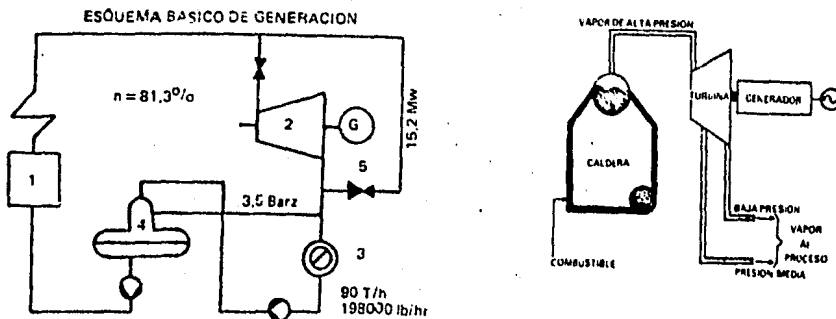 ESQUEMA BASICO DE GENERACION
n = 81,3º/o
1
2
G
15,2 Mw
5
4
3,5 Barz
3
90 T/h
198000 lb/hr
VAPOR DE ALTA PRESION
TURBINA
GENERADOR
CALDERA
COMBUSTIBLE
BAJA PRESION
VAPOR
AL
PROCESO
PRESION MEDIA